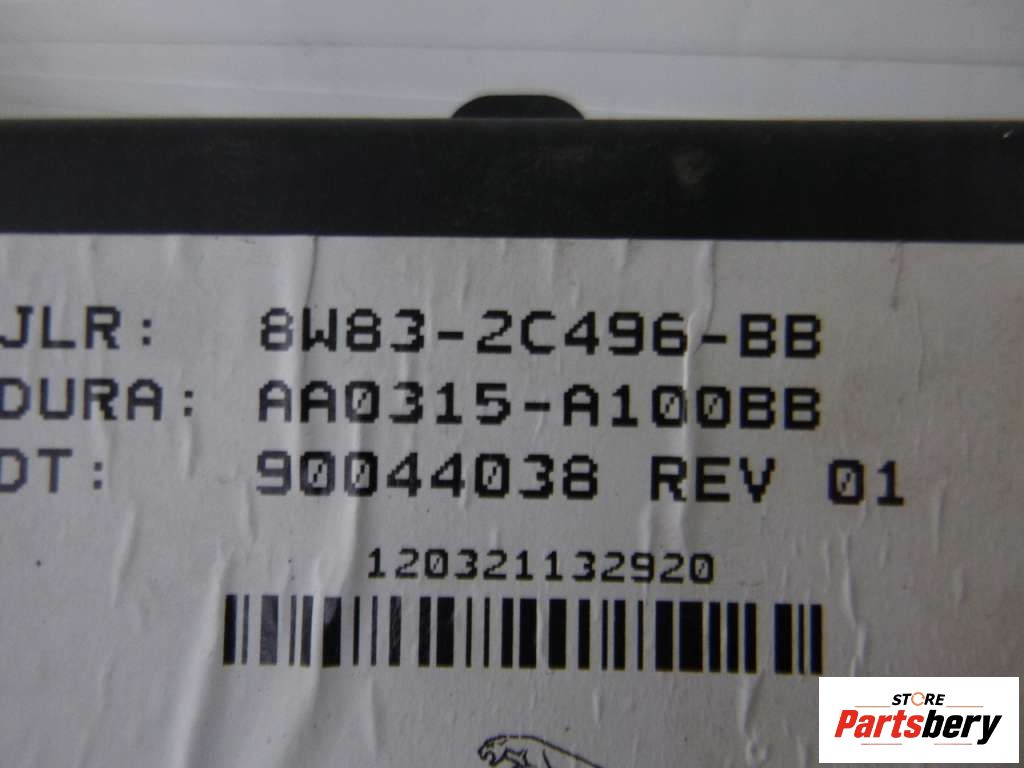 JLR: 8W83-2C496-BB
DURA: AA0315-A100BB
DT: 90044038 REV 01
120321132920
STORE
Partsbery